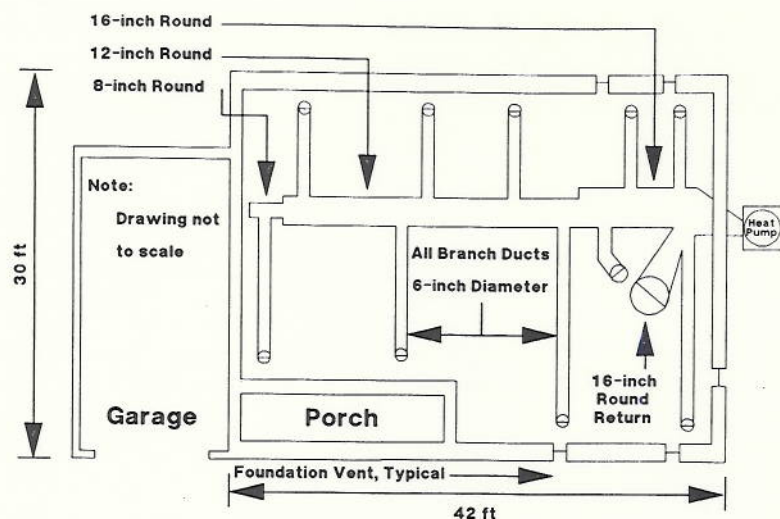 16-inch Round
12-inch Round
8-inch Round
Note:
Drawing not
to scale
30 ft
All Branch Ducts
6-inch Diameter
Heat
Pump
16-inch
Round
Return
Garage
Porch
Foundation Vent, Typical
42 ft